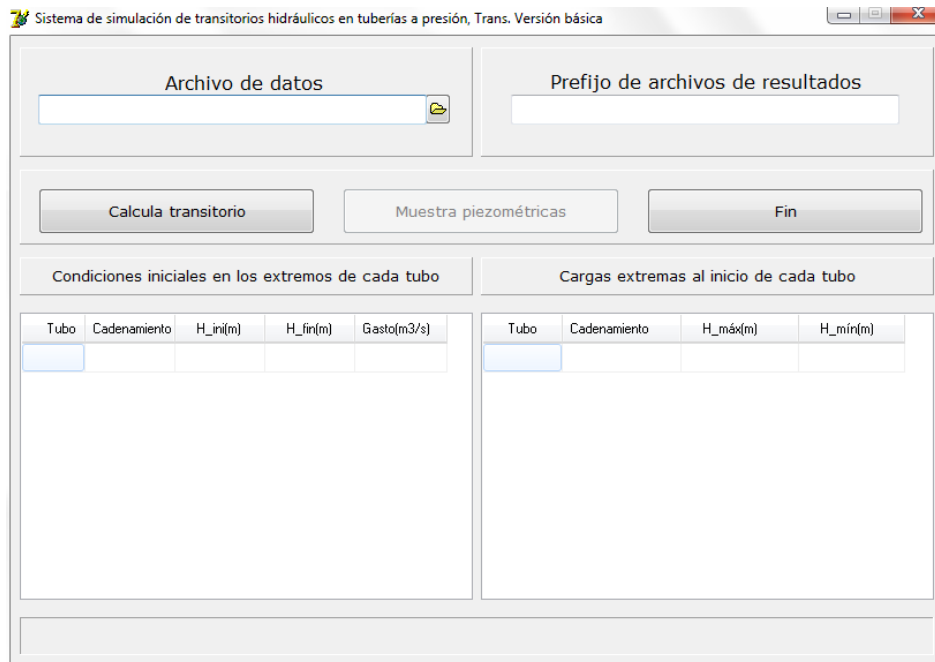 Sistema de simulación de transitorios hidráulicos en tuberías a presión, Trans. Versión básica
Archivo de datos
Prefijo de archivos de resultados
Calcula transitorio
Muestra piezométricas
Fin
Condiciones iniciales en los extremos de cada tubo
Cargas extremas al inicio de cada tubo
Tubo Cadenamiento H_ini(m) H_fin(m) Gasto(m3/s)
Tubo Cadenamiento H_máx(m) H_mín(m)